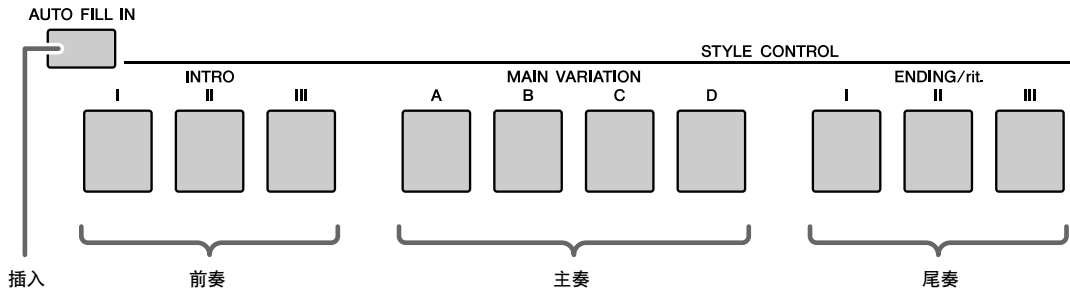 AUTO FILL IN
STYLE CONTROL
INTRO MAIN VARIATION ENDING/rit.
I II III A B C D I II III
插入 前奏 主奏 尾奏